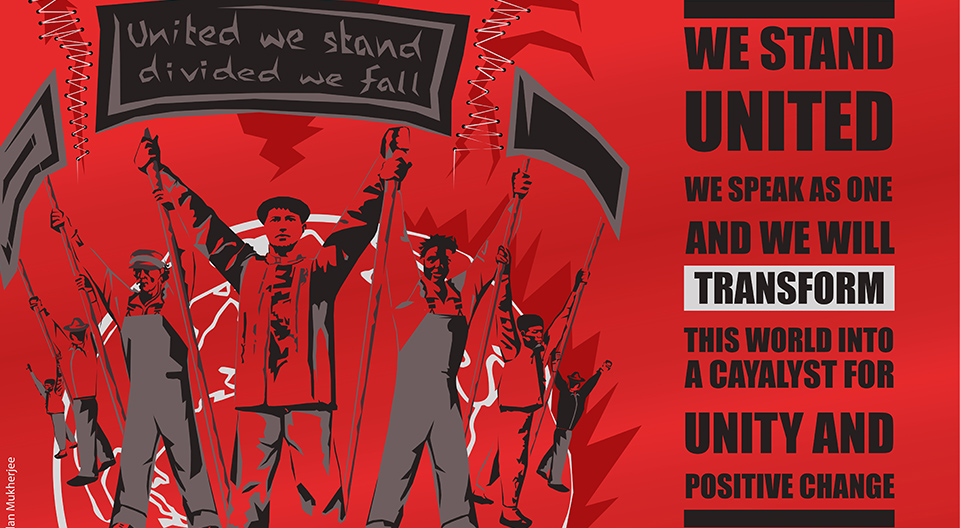 United we stand
divided we fall
WE STAND
UNITED
WE SPEAK AS ONE
AND WE WILL
TRANSFORM
THIS WORLD INTO
A CAYALYST FOR
UNITY AND
POSITIVE CHANGE
Mukherjee